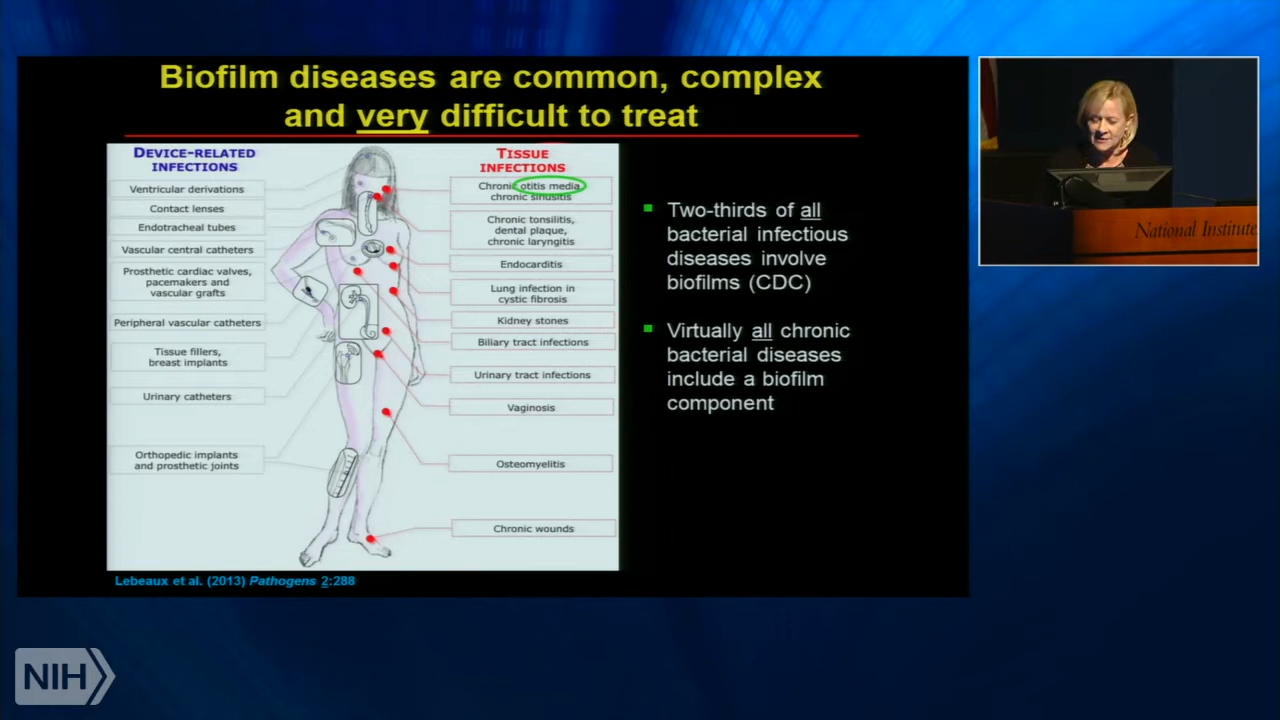 Biofilm diseases are common, complex
and very difficult to treat
DEVICE-RELATED
INFECTIONS
Ventricular derivations
Contact lenses
Endotracheal tubes
Vascular central catheters
Prosthetic cardiac valves,
pacemakers and
vascular grafts
Peripheral vascular catheters
Tissue fillers,
breast implants
Urinary catheters
Orthopedic implants
and prosthetic joints
TISSUE
INFECTIONS
Chronic otitis media,
chronic sinusitis
Chronic tonsilitis,
dental plaque,
chronic laryngitis
Endocarditis
Lung infection in
cystic fibrosis
Kidney stones
Biliary tract infections
Urinary tract infections
Vaginosis
Osteomyelitis
Chronic wounds
Lebeaux et al. (2013) Pathogens 2:288
Two-thirds of all
bacterial infectious
diseases involve
biofilms (CDC)
Virtually all chronic
bacterial diseases
include a biofilm
component
National Institute
NIH